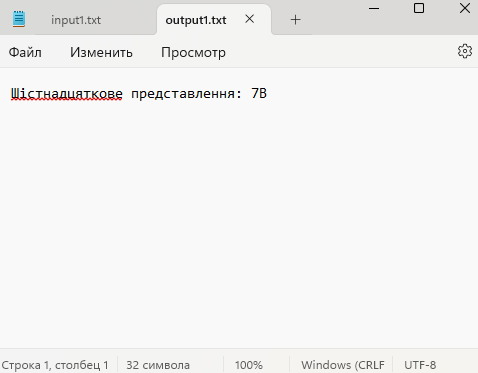 input1.txt output1.txt
Файл Изменить Просмотр
Шістнадцяткове представлення: 7B
Строка 1, столбец 1 32 символа 100% Windows (CRLF UTF-8